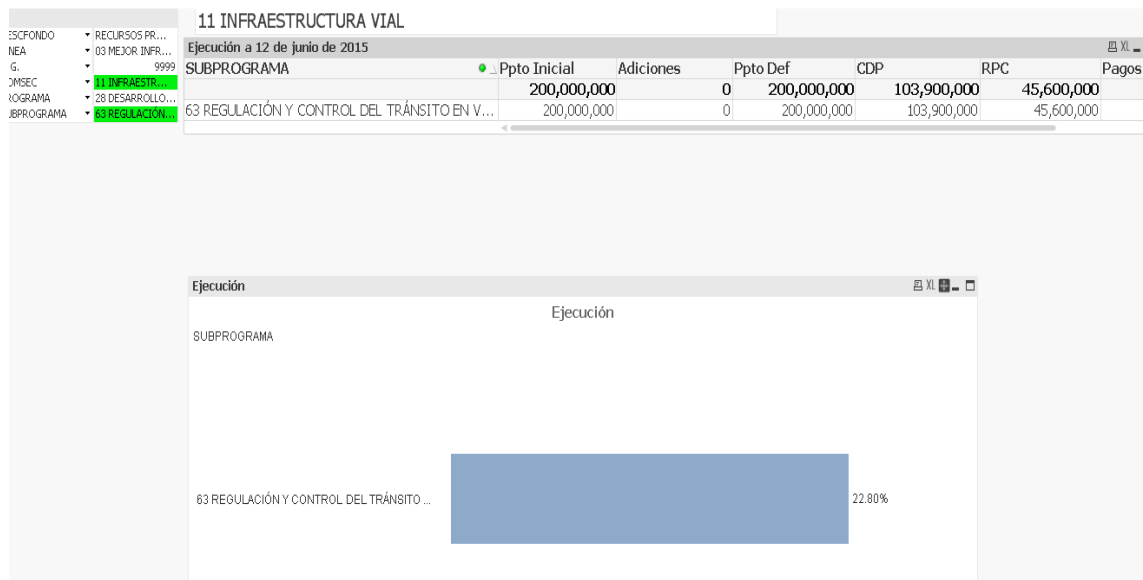 11 INFRAESTRUCTURA VIAL
ESCFONDO RECURSOS PR...
NEA 03 MEJOR INFR...
G. 9999
OMSEC 11 INFRAESTR...
ROGRAMA 28 DESARROLLO...
UBPROGRAMA 63 REGULACIÓN...
Ejecución a 12 de junio de 2015 XL
SUBPROGRAMA Ppto Inicial Adiciones Ppto Def CDP RPC Pagos
200,000,000 0 200,000,000 103,900,000 45,600,000
63 REGULACIÓN Y CONTROL DEL TRÁNSITO EN V... 200,000,000 0 200,000,000 103,900,000 45,600,000
Ejecución XL
Ejecución
SUBPROGRAMA
63 REGULACIÓN Y CONTROL DEL TRÁNSITO ... 22.80%